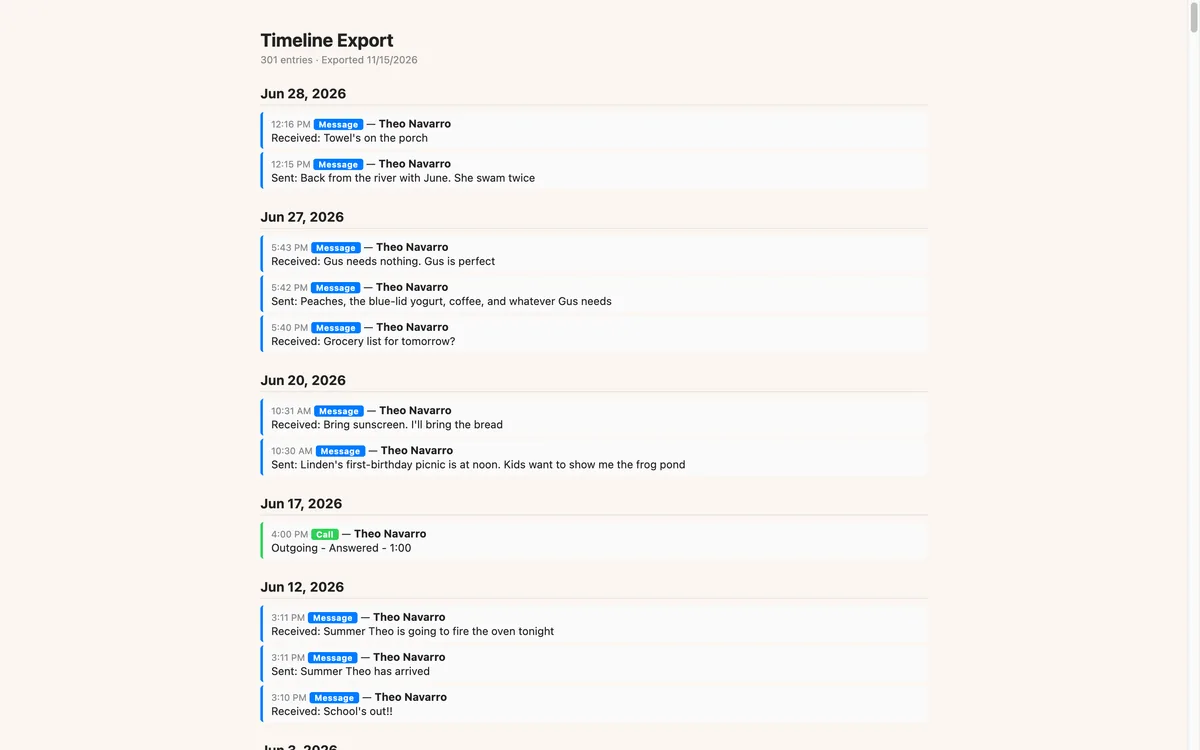 Timeline Export
301 entries · Exported 11/15/2026
Jun 28, 2026
12:16 PM Message — Theo Navarro
Received: Towel's on the porch
12:15 PM Message — Theo Navarro
Sent: Back from the river with June. She swam twice
Jun 27, 2026
5:43 PM Message — Theo Navarro
Received: Gus needs nothing. Gus is perfect
5:42 PM Message — Theo Navarro
Sent: Peaches, the blue-lid yogurt, coffee, and whatever Gus needs
5:40 PM Message — Theo Navarro
Received: Grocery list for tomorrow?
Jun 20, 2026
10:31 AM Message — Theo Navarro
Received: Bring sunscreen. I'll bring the bread
10:30 AM Message — Theo Navarro
Sent: Linden's first-birthday picnic is at noon. Kids want to show me the frog pond
Jun 17, 2026
4:00 PM Call — Theo Navarro
Outgoing - Answered - 1:00
Jun 12, 2026
3:11 PM Message — Theo Navarro
Received: Summer Theo is going to fire the oven tonight
3:11 PM Message — Theo Navarro
Sent: Summer Theo has arrived
3:10 PM Message — Theo Navarro
Received: School's out!!
Jun 3, 2026